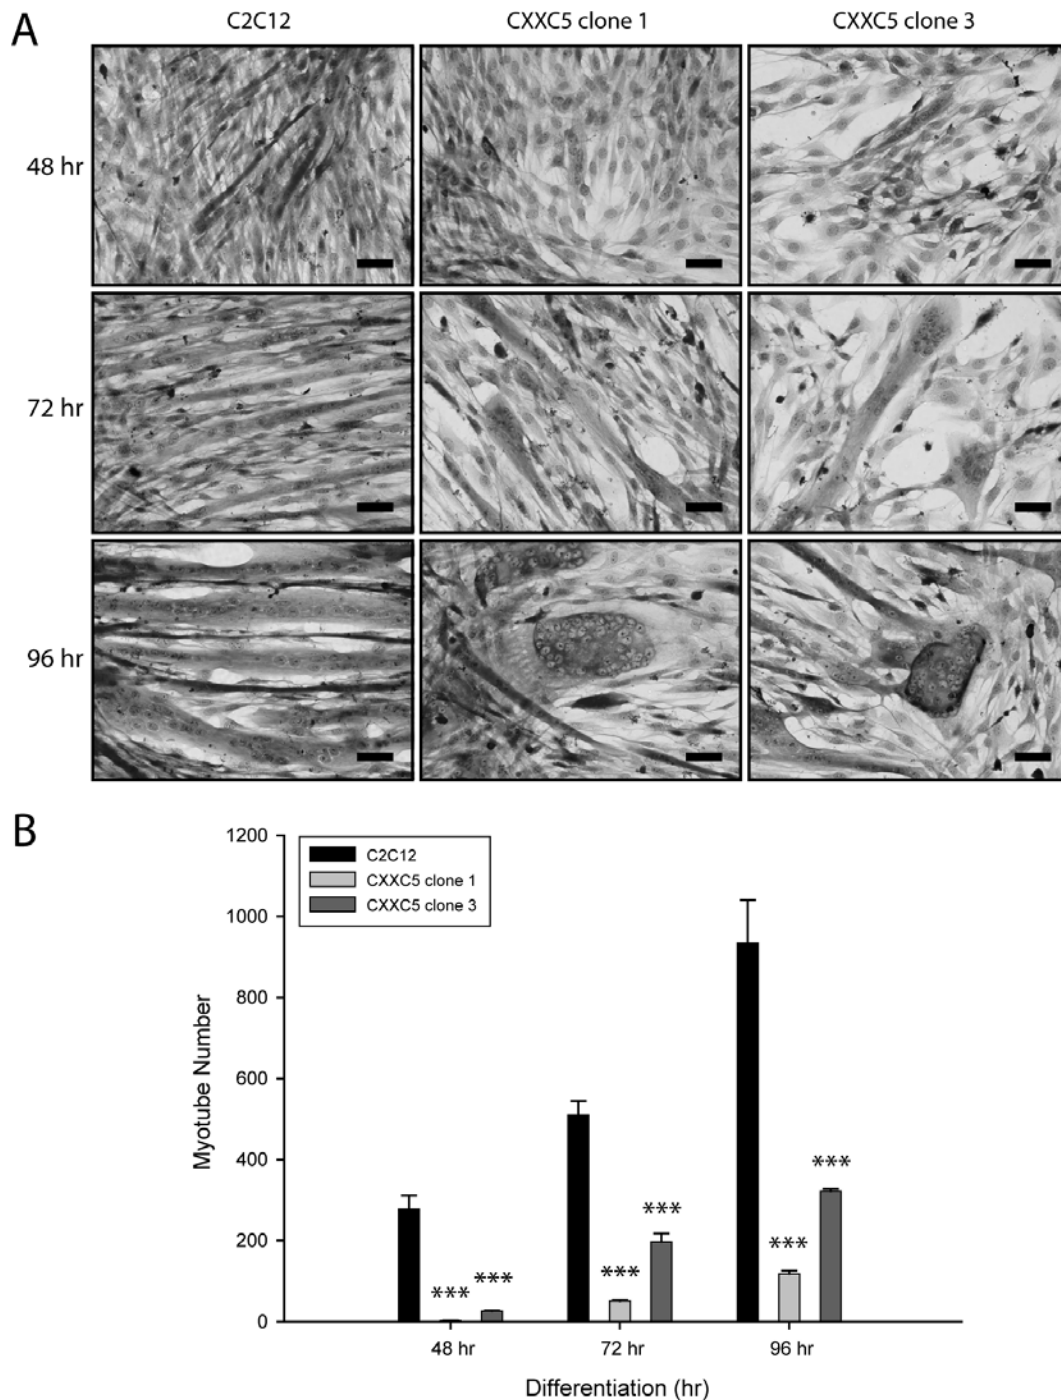 A
C2C12 CXXC5 clone 1 CXXC5 clone 3
48 hr
72 hr
96 hr
B
1200
1000
800
600
400
200
0
Myotube Number
C2C12
CXXC5 clone 1
CXXC5 clone 3
*** ***
*** ***
*** ***
48 hr 72 hr 96 hr
Differentiation (hr)